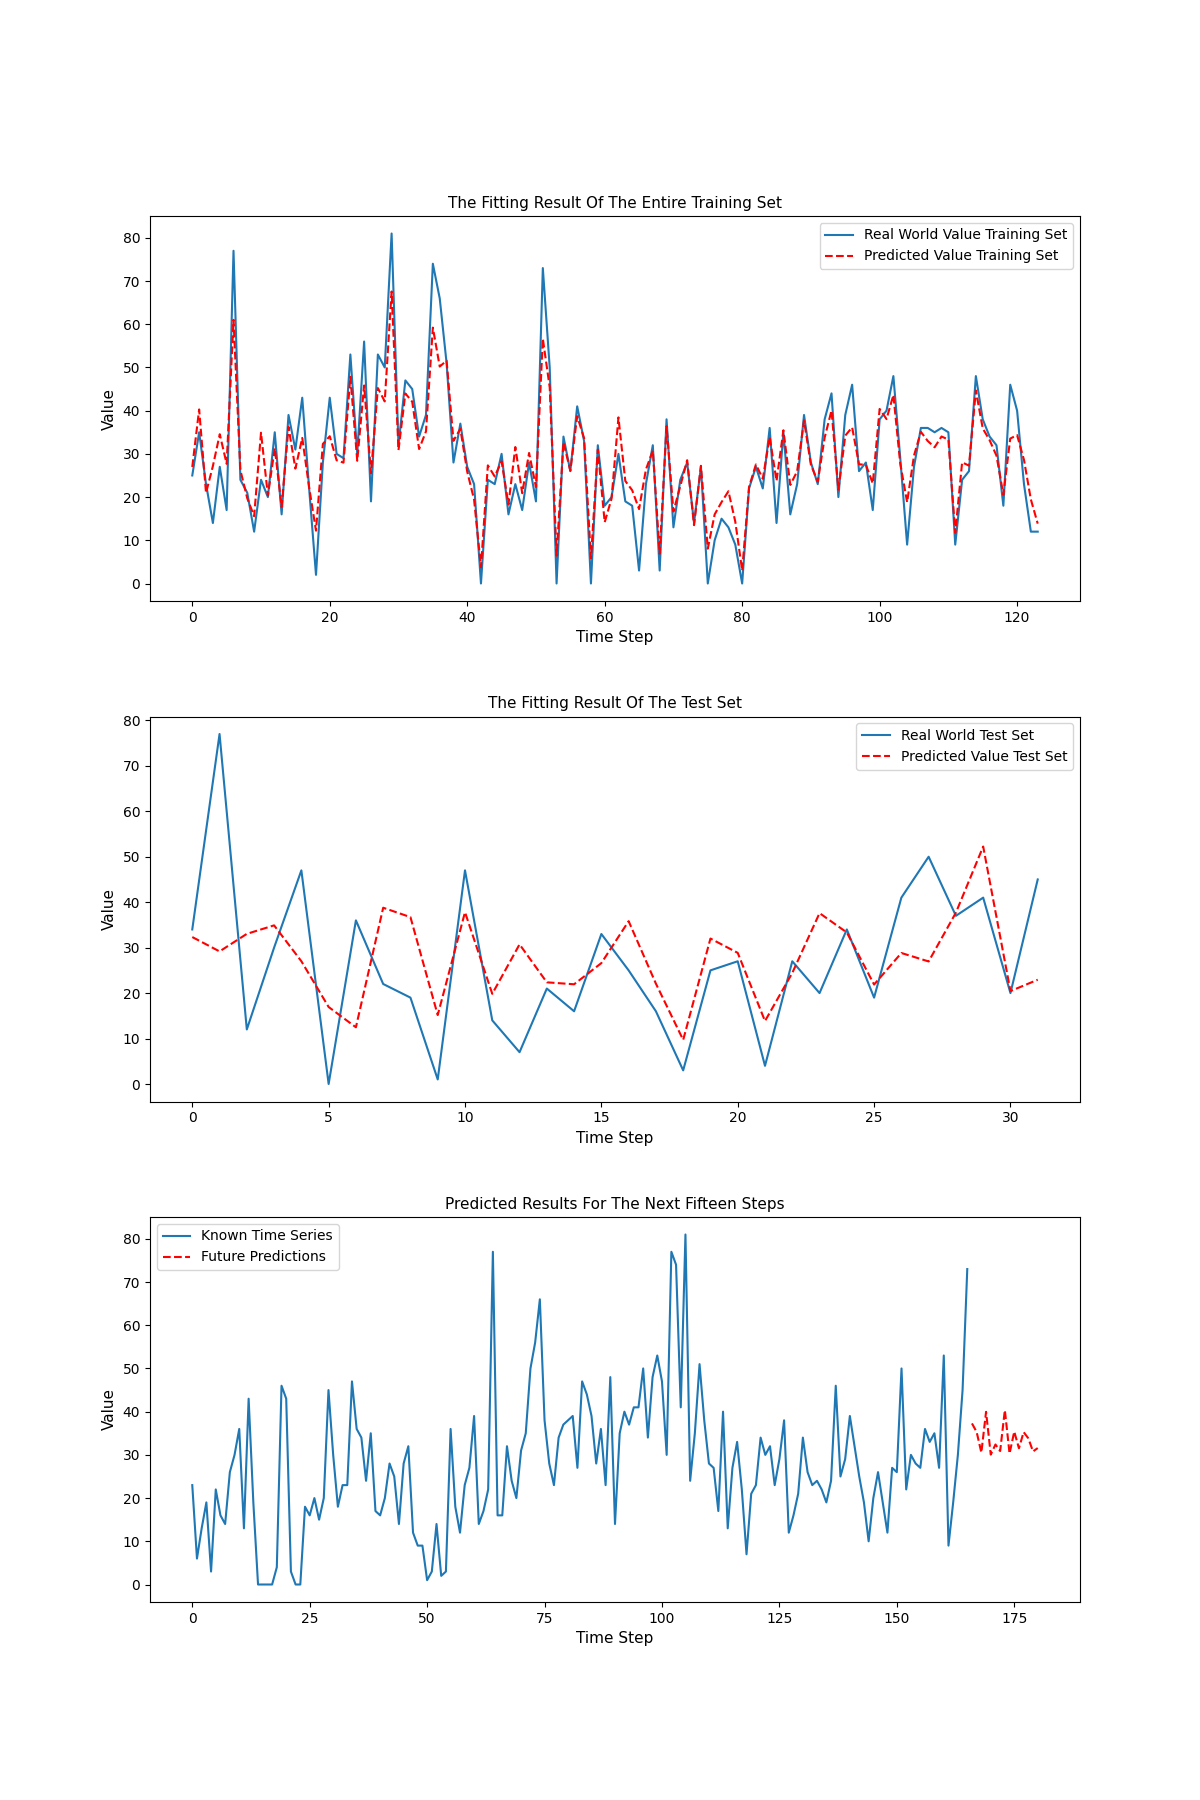 The Fitting Result Of The Entire Training Set
Real World Value Training Set
Predicted Value Training Set
Value
80
70
60
50
40
30
20
10
0
0 20 40 60 80 100 120
Time Step
The Fitting Result Of The Test Set
Real World Test Set
Predicted Value Test Set
Value
80
70
60
50
40
30
20
10
0
0 5 10 15 20 25 30
Time Step
Predicted Results For The Next Fifteen Steps
Known Time Series
Future Predictions
Value
80
70
60
50
40
30
20
10
0
0 25 50 75 100 125 150 175
Time Step